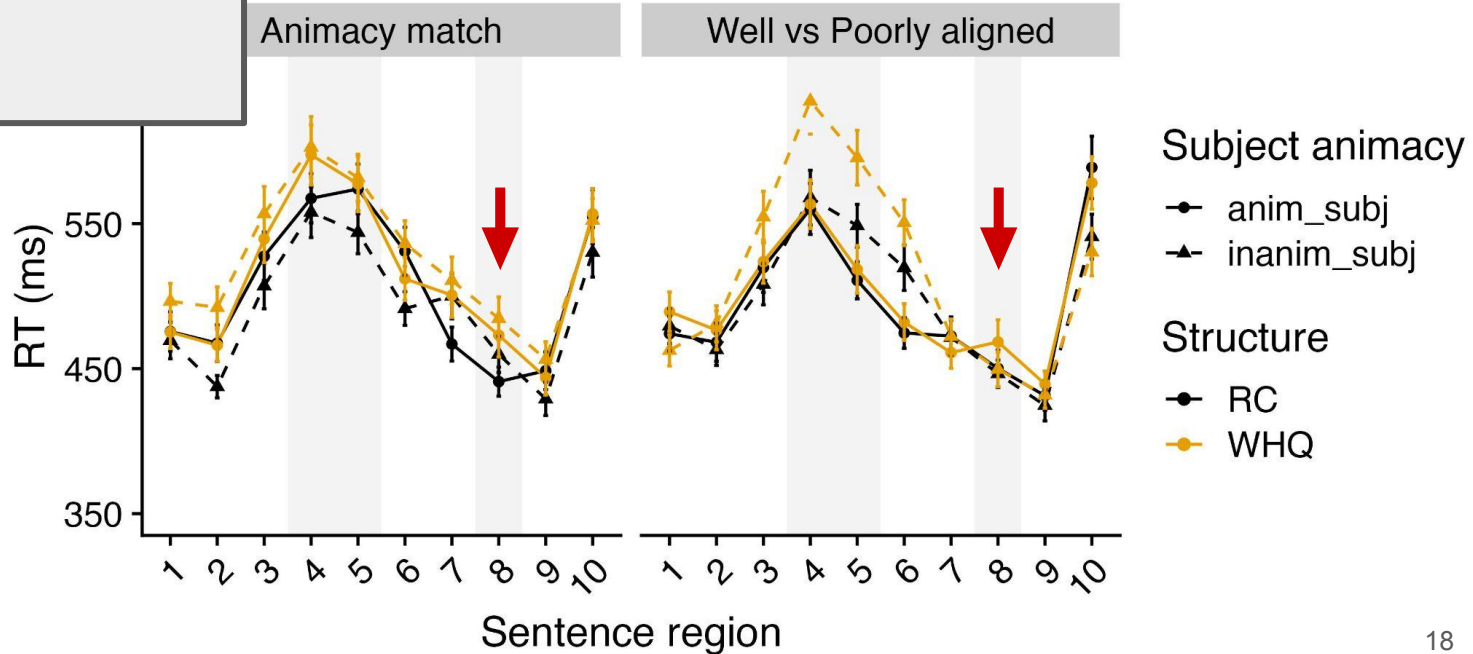 Animacy match
Well vs Poorly aligned
RT (ms)
550
450
350
1 2 3 4 5 6 7 8 9 10
1 2 3 4 5 6 7 8 9 10
Sentence region
Subject animacy
anim_subj
inanim_subj
Structure
RC
WHQ
18